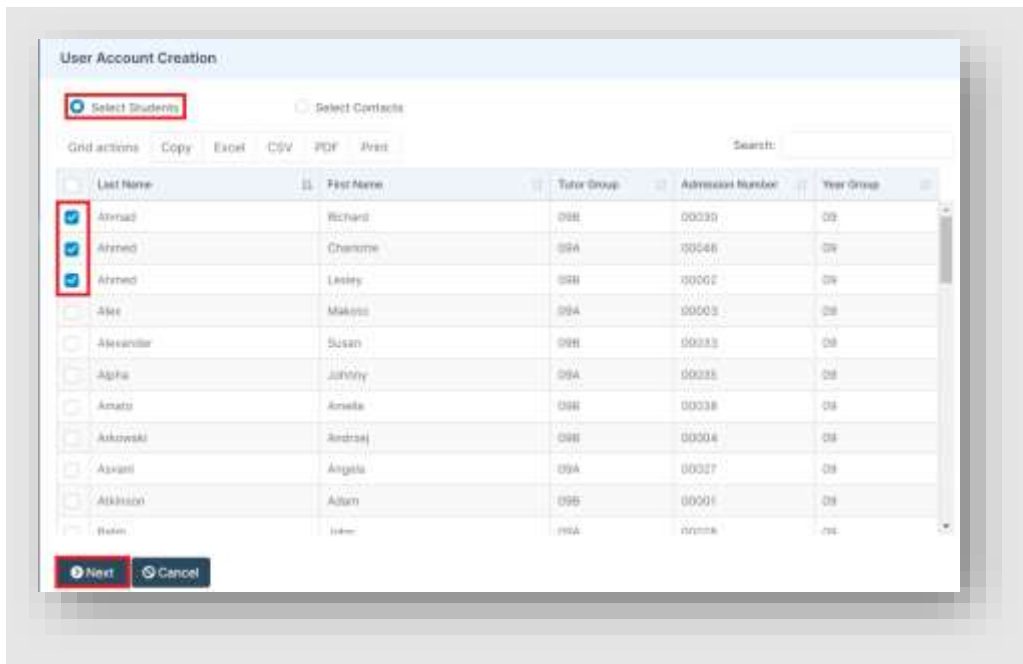 User Account Creation
Select Students Select Contacts
Grid actions Copy Excel CSV PDF Print Search:
Last Name First Name Tutor Group Admission Number Year Group
Ahmad Richard 09B 00030 09
Ahmed Charlotte 09A 00046 09
Ahmed Lesley 09B 00002 09
Alex 09A 00003 09
Alexander Susan 09B 00033 09
Alpha Johnny 09A 00035 09
Amato Amelia 09B 00038 09
Askowski Andrzej 09B 00004 09
Asvani Angela 09A 00027 09
Atkinson Adam 09B 00001 09
09A
Next Cancel